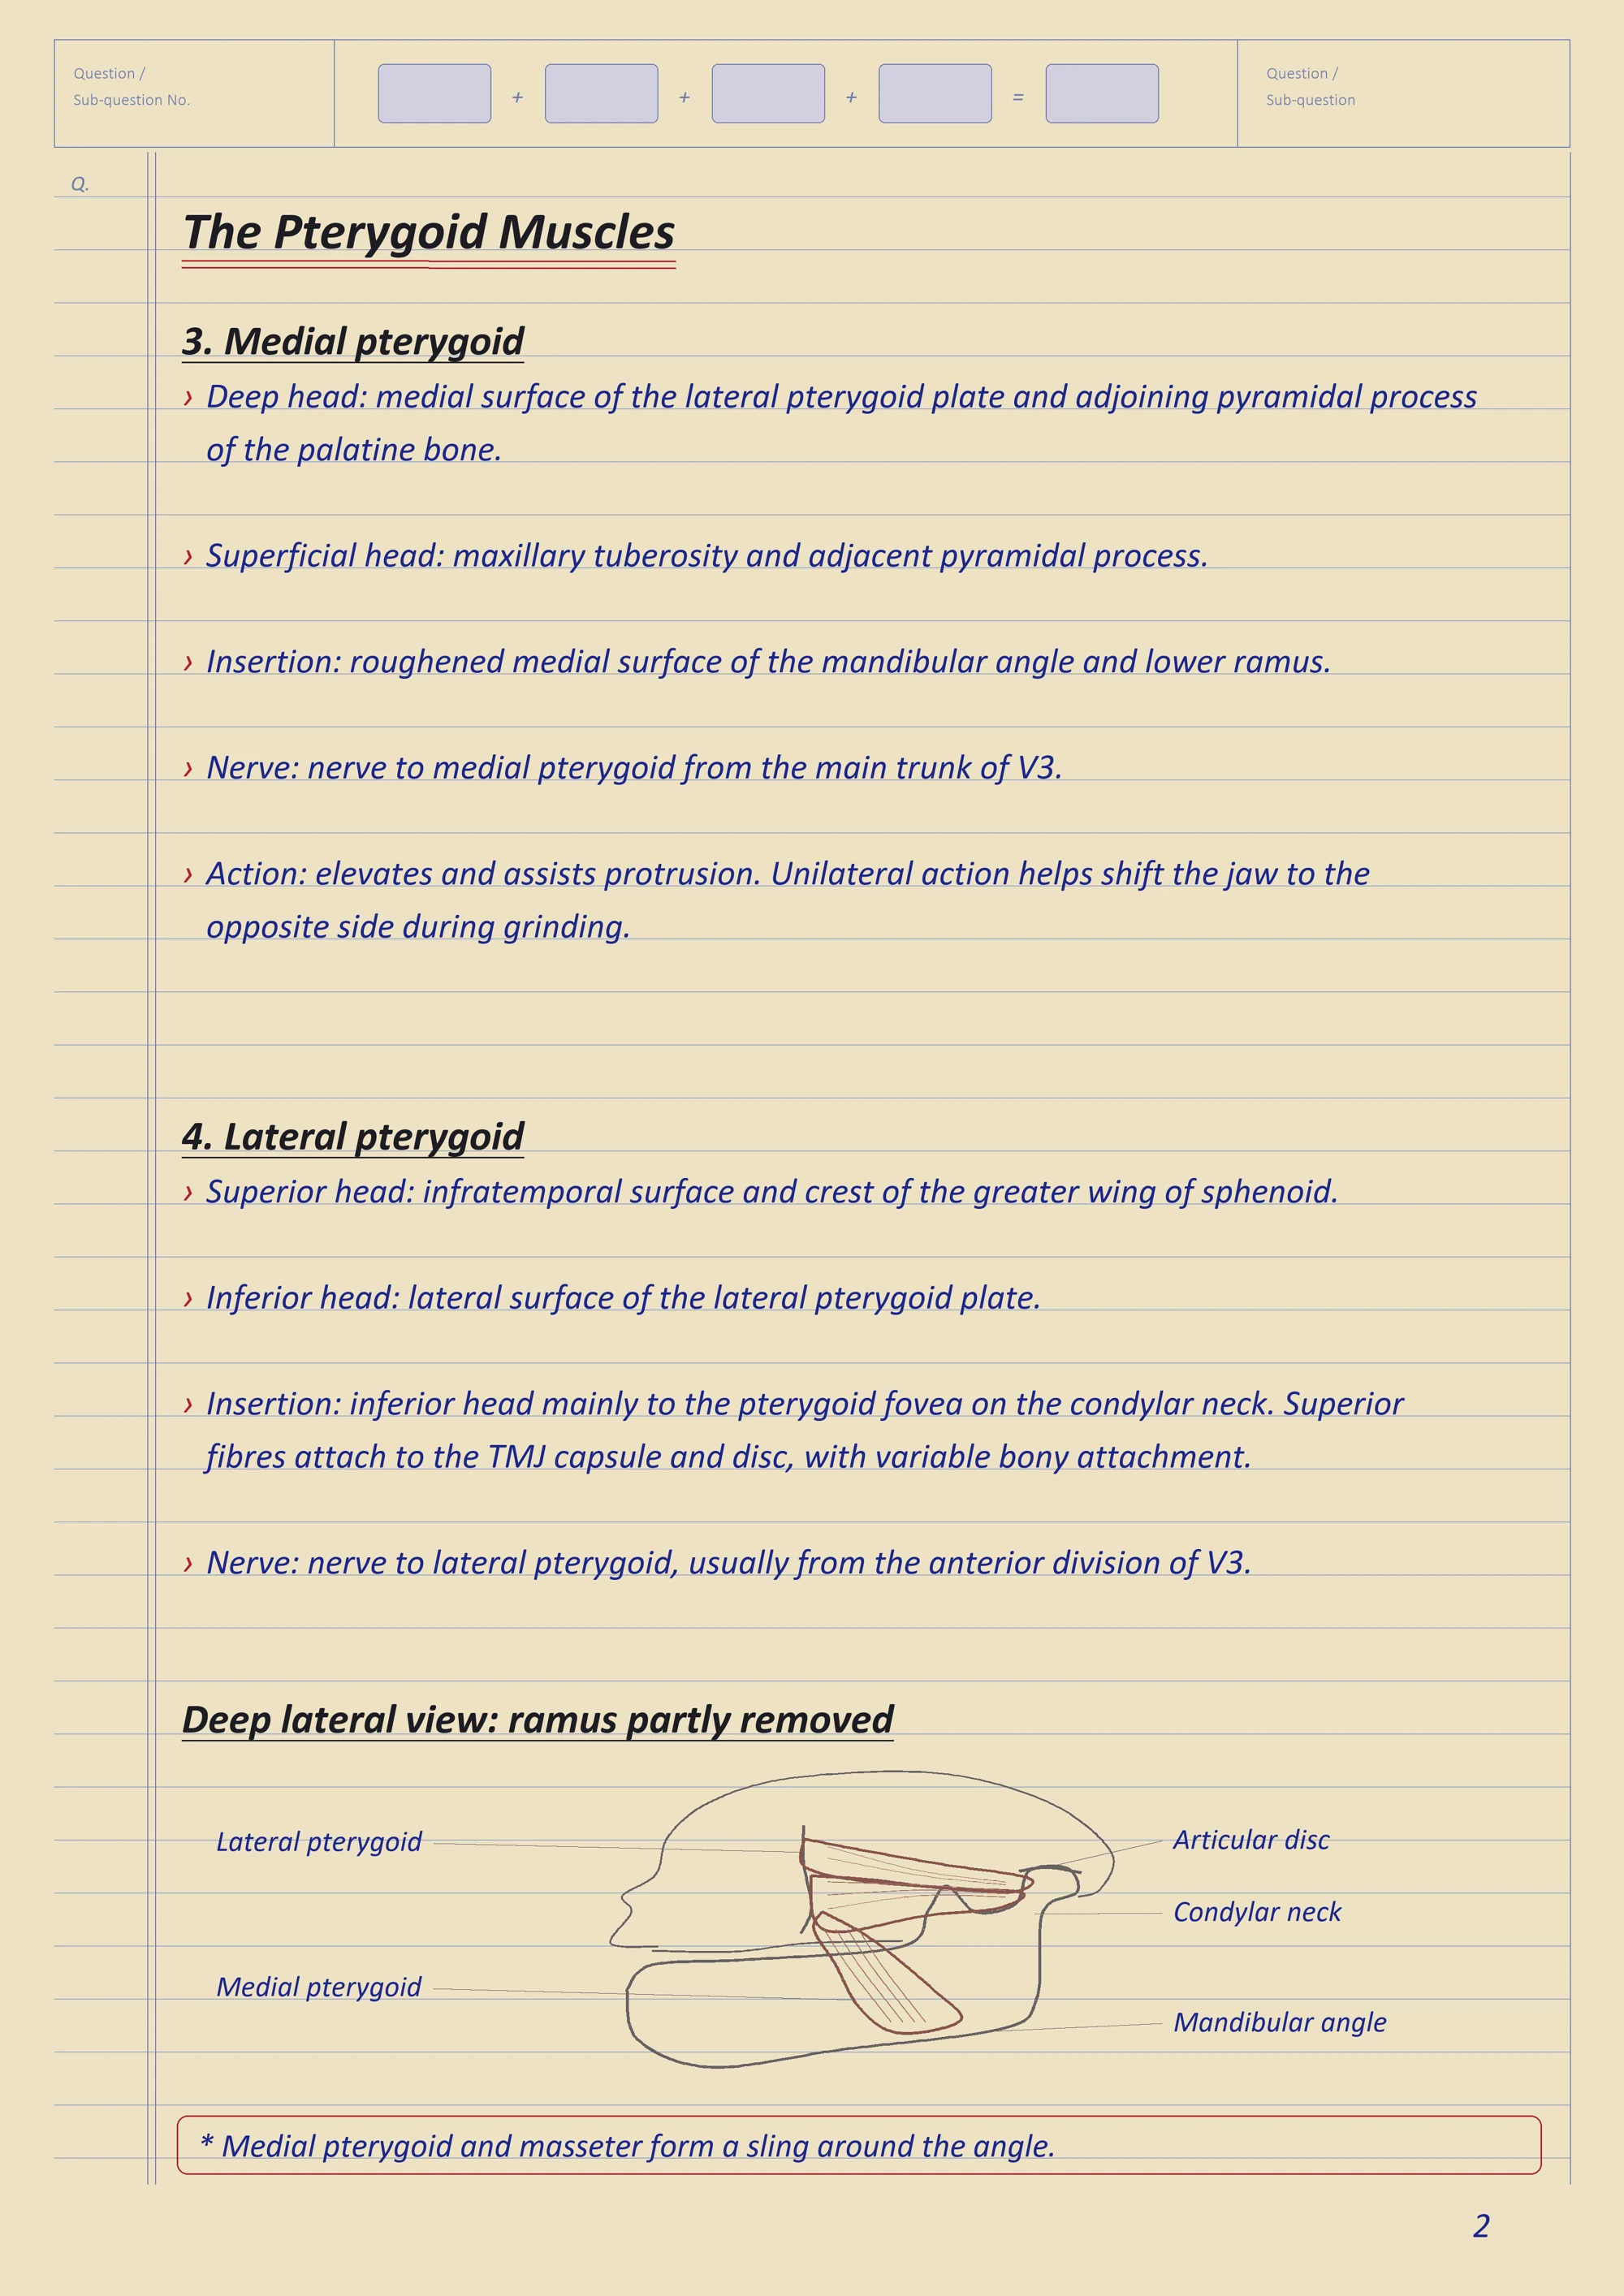 Question /
Sub-question No.
+ + + =
Question /
Sub-question
Q.
The Pterygoid Muscles
3. Medial pterygoid
› Deep head: medial surface of the lateral pterygoid plate and adjoining pyramidal process
of the palatine bone.
› Superficial head: maxillary tuberosity and adjacent pyramidal process.
› Insertion: roughened medial surface of the mandibular angle and lower ramus.
› Nerve: nerve to medial pterygoid from the main trunk of V3.
› Action: elevates and assists protrusion. Unilateral action helps shift the jaw to the
opposite side during grinding.
4. Lateral pterygoid
› Superior head: infratemporal surface and crest of the greater wing of sphenoid.
› Inferior head: lateral surface of the lateral pterygoid plate.
› Insertion: inferior head mainly to the pterygoid fovea on the condylar neck. Superior
fibres attach to the TMJ capsule and disc, with variable bony attachment.
› Nerve: nerve to lateral pterygoid, usually from the anterior division of V3.
Deep lateral view: ramus partly removed
Lateral pterygoid
Articular disc
Condylar neck
Medial pterygoid
Mandibular angle
* Medial pterygoid and masseter form a sling around the angle.
2